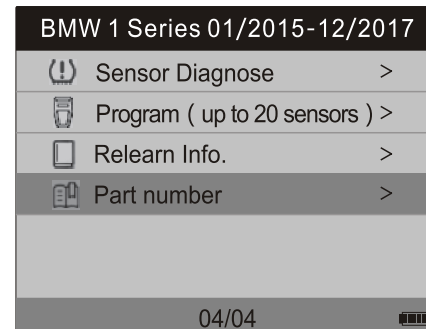 BMW 1 Series 01/2015-12/2017
Sensor Diagnose >
Program ( up to 20 sensors ) >
Relearn Info. >
Part number >
04/04